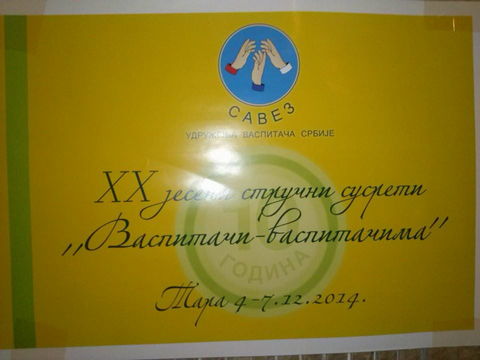 САВЕЗ
УДРУЖЕЊА ВАСПИТАЧА СРБИЈЕ
XX јесењи стручни сусрети
„Васпитачи-васпитачима“
ГОДИНА
Тара 4-7.12.2014.